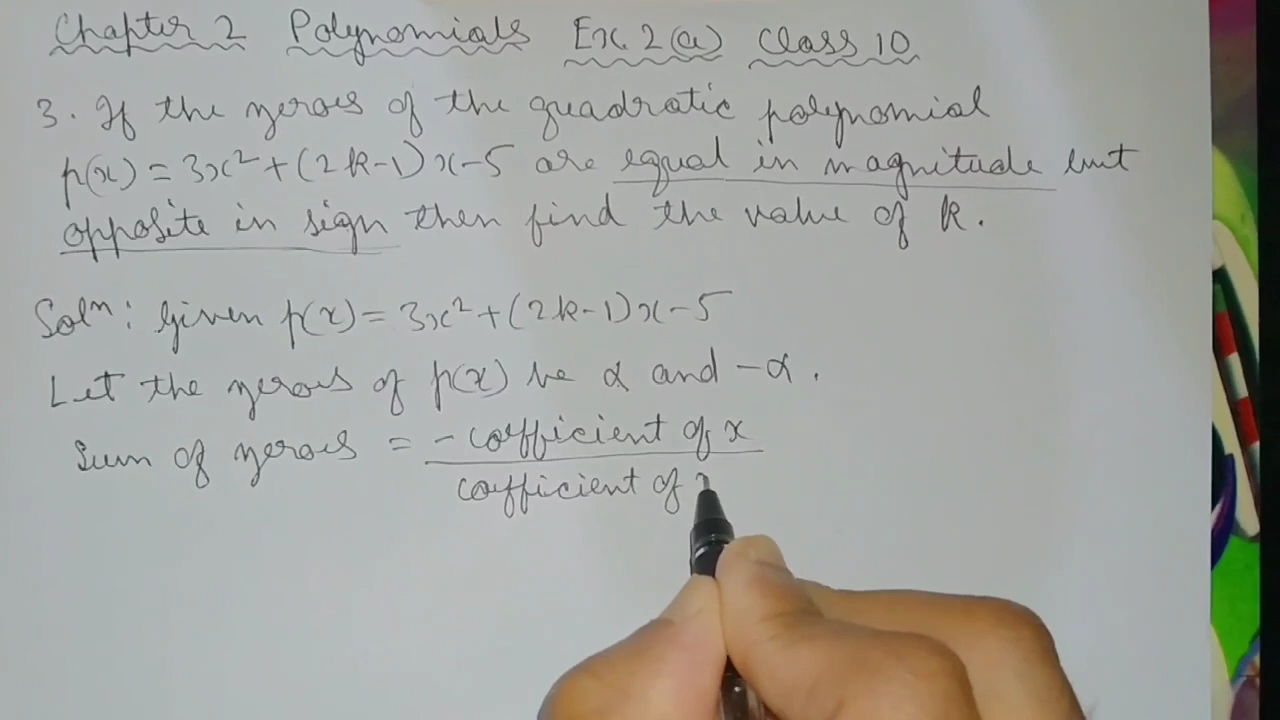 Chapter 2 Polynomials Ex 2(a) Class 10
3. If the zeroes of the quadratic polynomial
p(x) = 3x² + (2k-1)x - 5 are equal in magnitude but
opposite in sign then find the value of k.
Solⁿ: Given p(x) = 3x² + (2k-1)x - 5
Let the zeroes of p(x) be α and -α.
Sum of zeroes = - coefficient of x
coefficient of